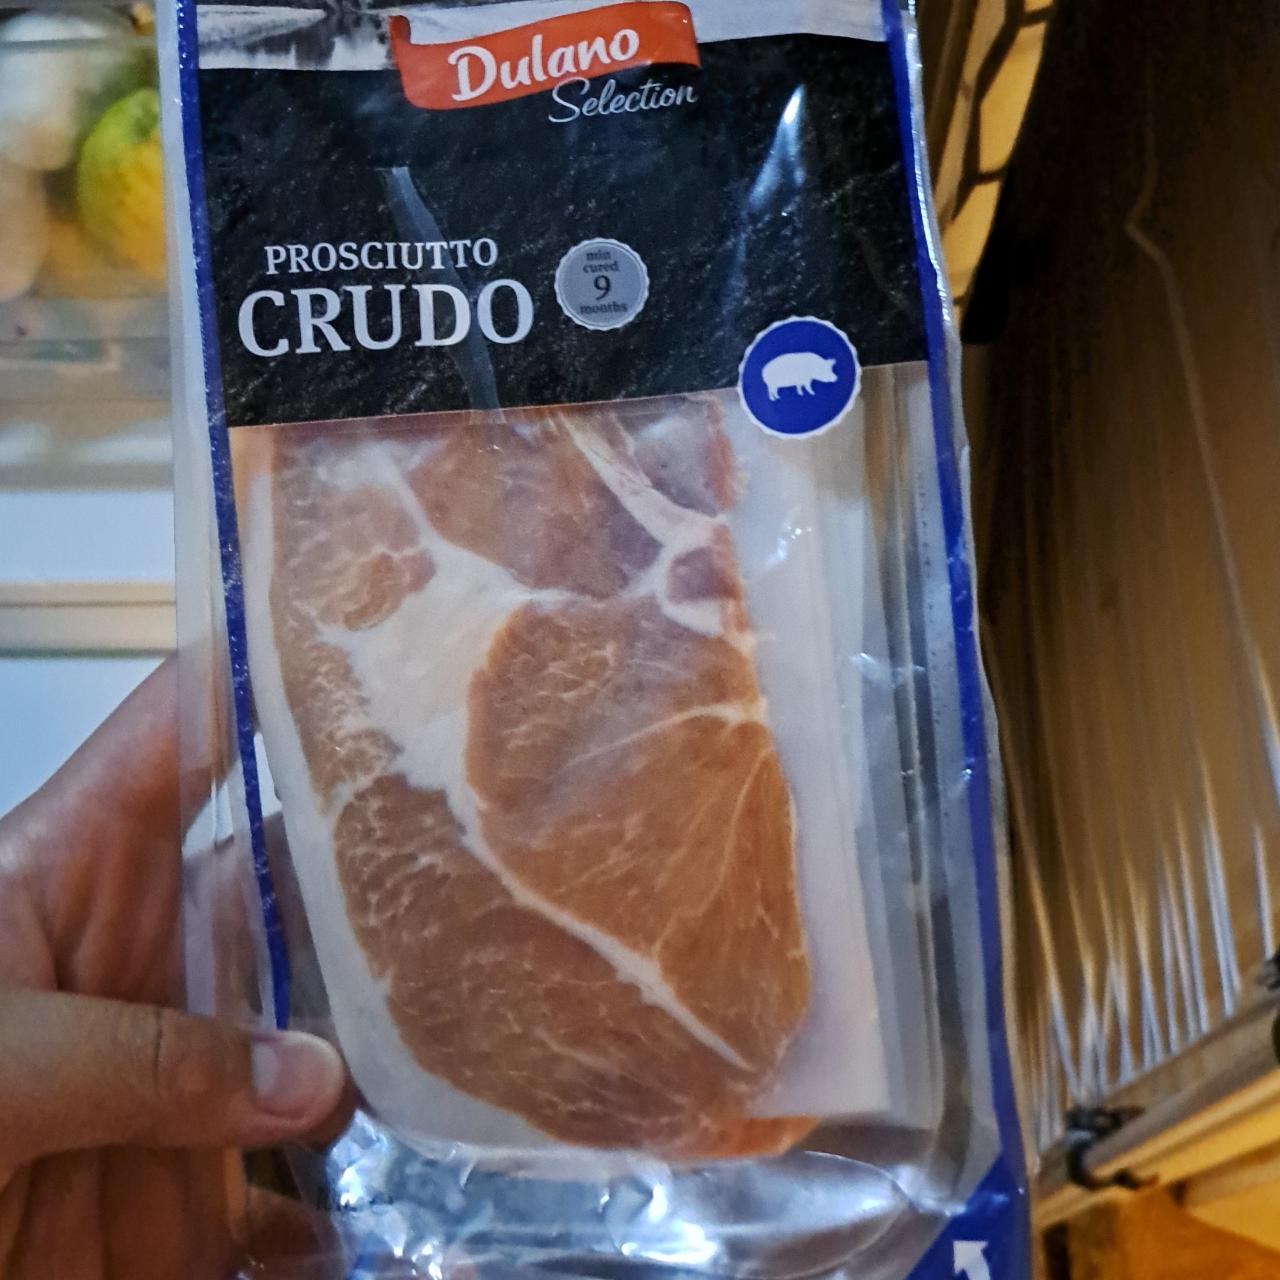 Dulano
Selection
PROSCIUTTO
CRUDO
min
cured
9
months